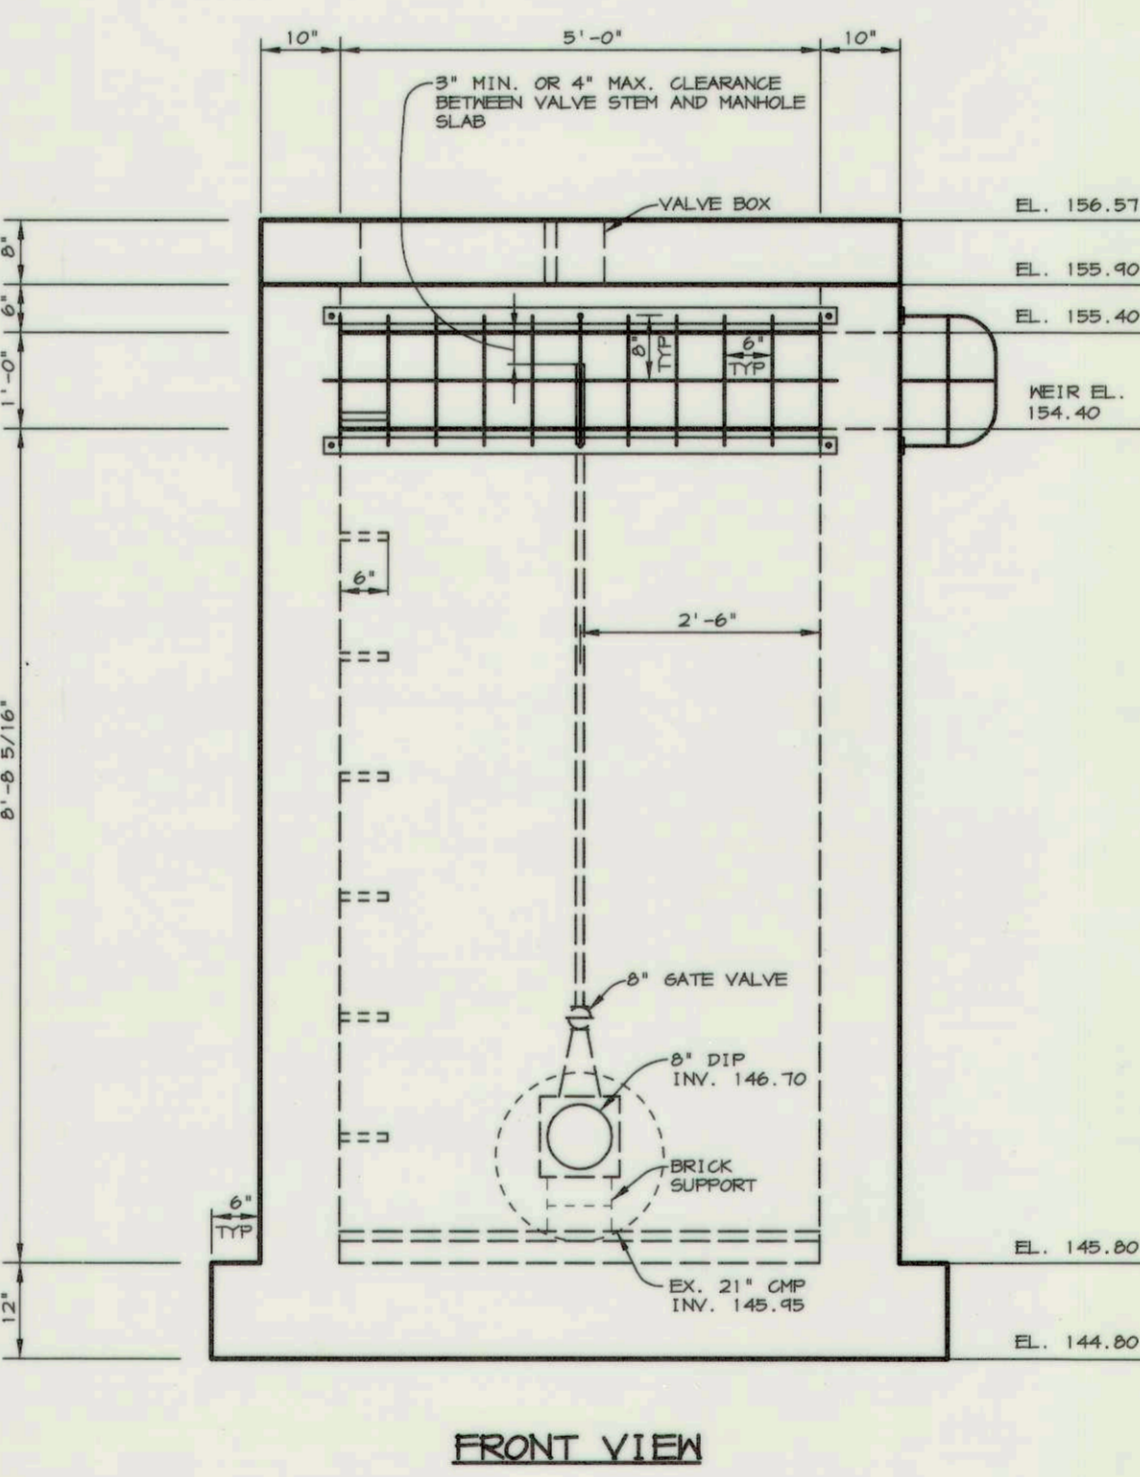 10" 5'-0" 10"
3" MIN. OR 4" MAX. CLEARANCE
BETWEEN VALVE STEM AND MANHOLE
SLAB
VALVE BOX
EL. 156.57
8"
EL. 155.90
6"
EL. 155.40
1'-0"
8"
TYP
6"
TYP
WEIR EL.
154.40
6"
2'-6"
8'-8 5/16"
8" GATE VALVE
8" DIP
INV. 146.70
BRICK
SUPPORT
6"
TYP
EL. 145.80
EX. 21" CMP
INV. 145.95
12"
EL. 144.80
FRONT VIEW